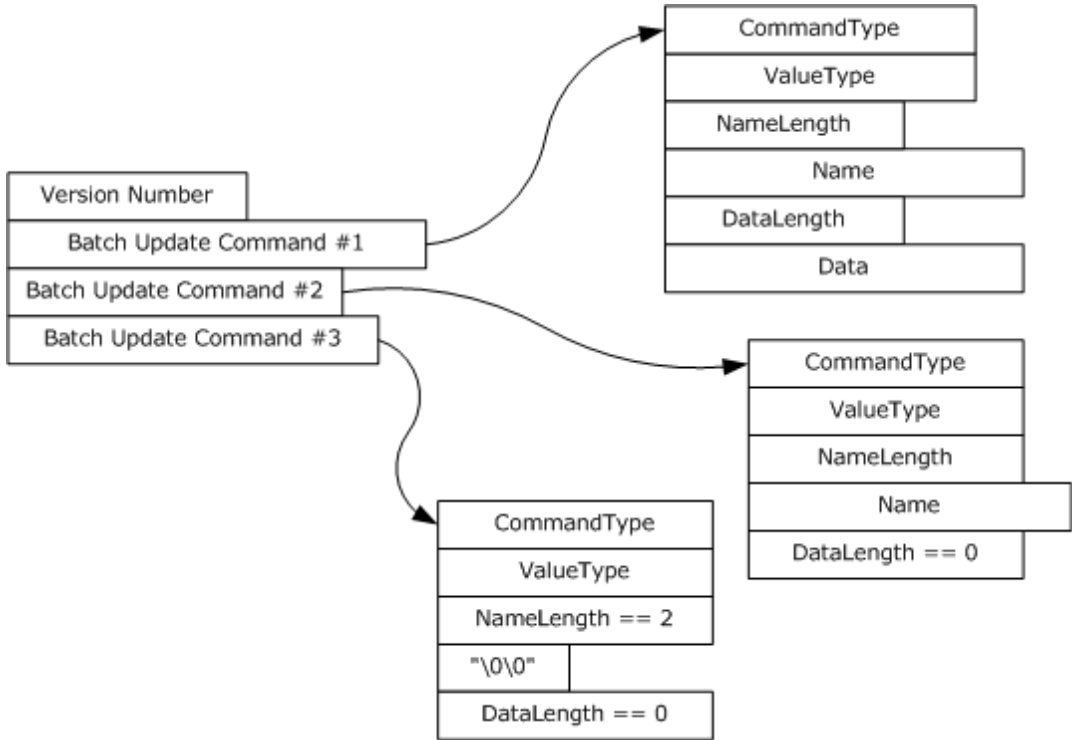 Version Number
Batch Update Command #1
Batch Update Command #2
Batch Update Command #3
CommandType
ValueType
NameLength
Name
DataLength
Data
CommandType
ValueType
NameLength
Name
DataLength == 0
CommandType
ValueType
NameLength == 2
"\0\0"
DataLength == 0